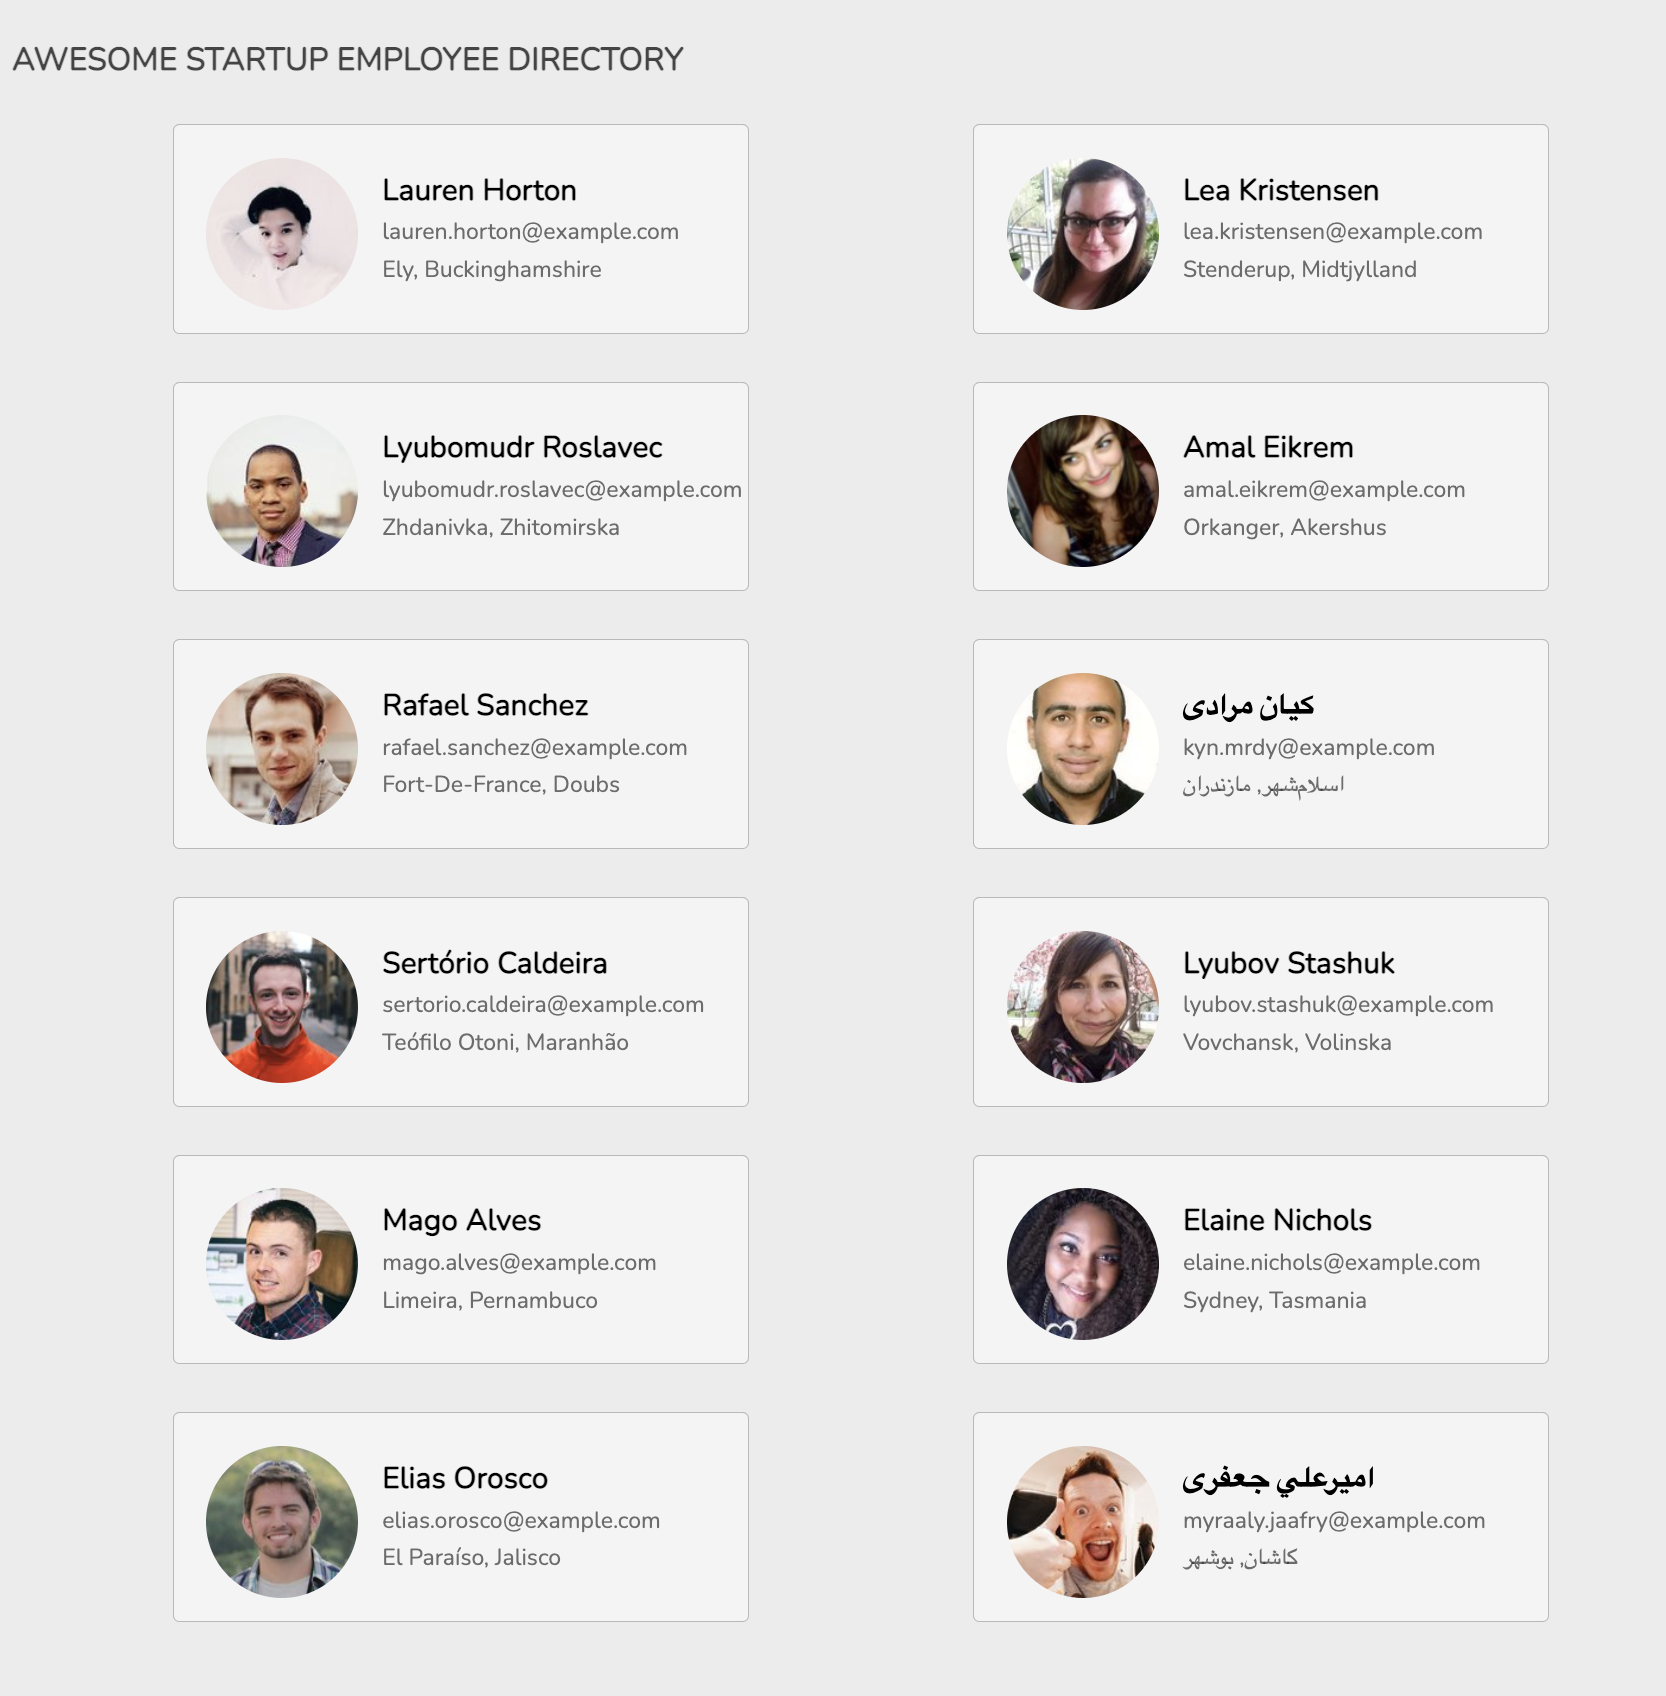 AWESOME STARTUP EMPLOYEE DIRECTORY
Lauren Horton
lauren.horton@example.com
Ely, Buckinghamshire
Lea Kristensen
lea.kristensen@example.com
Stenderup, Midtjylland
Lyubomudr Roslavec
lyubomudr.roslavec@example.com
Zhdanivka, Zhitomirska
Amal Eikrem
amal.eikrem@example.com
Orkanger, Akershus
Rafael Sanchez
rafael.sanchez@example.com
Fort-De-France, Doubs
کیان مرادی
kyn.mrdy@example.com
اسلام‌شهر, مازندران
Sertório Caldeira
sertorio.caldeira@example.com
Teófilo Otoni, Maranhão
Lyubov Stashuk
lyubov.stashuk@example.com
Vovchansk, Volinska
Mago Alves
mago.alves@example.com
Limeira, Pernambuco
Elaine Nichols
elaine.nichols@example.com
Sydney, Tasmania
Elias Orosco
elias.orosco@example.com
El Paraíso, Jalisco
امیرعلي جعفری
myraaly.jaafry@example.com
کاشان, بوشهر